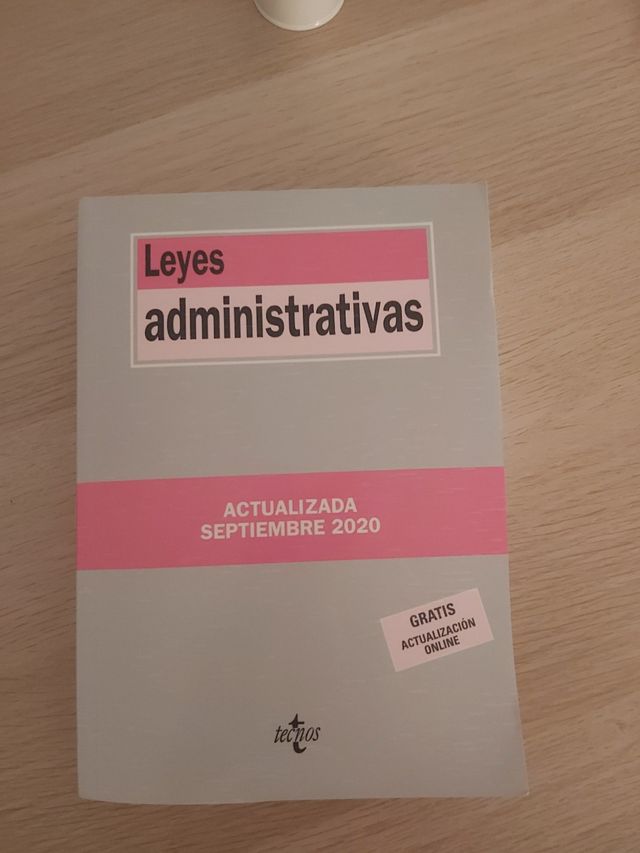 Leyes
administrativas
ACTUALIZADA
SEPTIEMBRE 2020
GRATIS
ACTUALIZACIÓN
ONLINE
tecnos